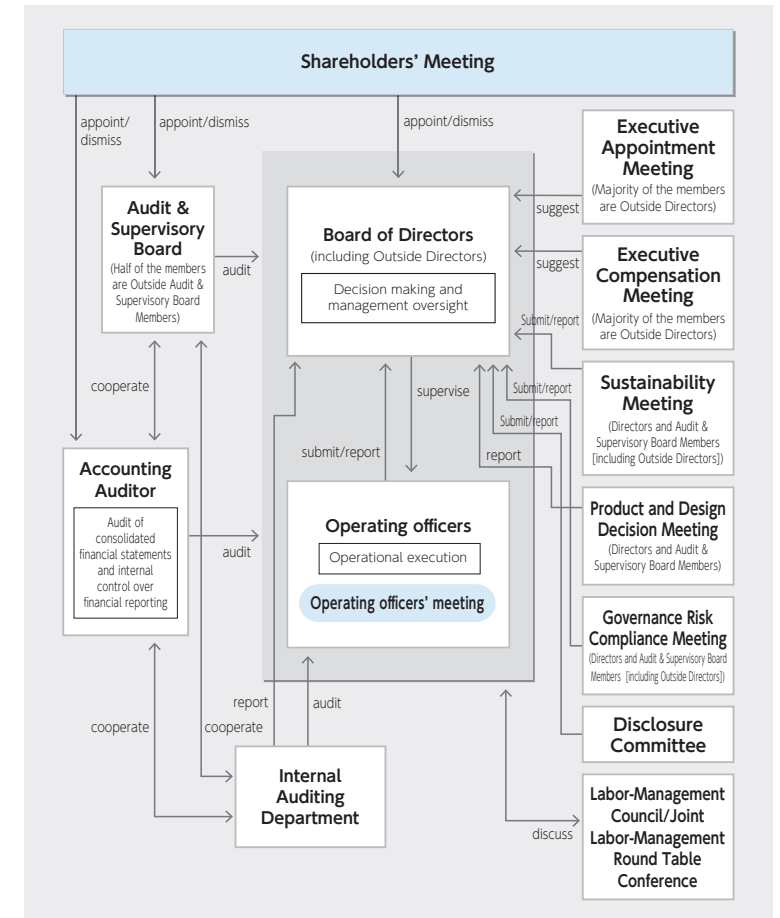 Shareholders' Meeting
appoint/
dismiss
appoint/dismiss
appoint/dismiss
Executive
Appointment
Meeting
(Majority of the members
are Outside Directors)
suggest
Audit &
Supervisory
Board
(Half of the members
are Outside Audit &
Supervisory Board
Members)
audit
Board of Directors
(including Outside Directors)
Decision making and
management oversight
Executive
Compensation
Meeting
(Majority of the members
are Outside Directors)
suggest
Submit/report
Sustainability
Meeting
(Directors and Audit &
Supervisory Board Members
[including Outside Directors])
cooperate
supervise
Submit/report
Submit/report
submit/report
report
Accounting
Auditor
Audit of
consolidated
financial statements
and internal
control over
financial reporting
audit
Operating officers
Operational execution
Operating officers' meeting
Product and Design
Decision Meeting
(Directors and Audit &
Supervisory Board Members)
Governance Risk
Compliance Meeting
(Directors and Audit & Supervisory Board
Members [including Outside Directors])
report
audit
cooperate
cooperate
Disclosure
Committee
Internal
Auditing
Department
Labor-Management
Council/Joint
Labor-Management
Round Table
Conference
discuss